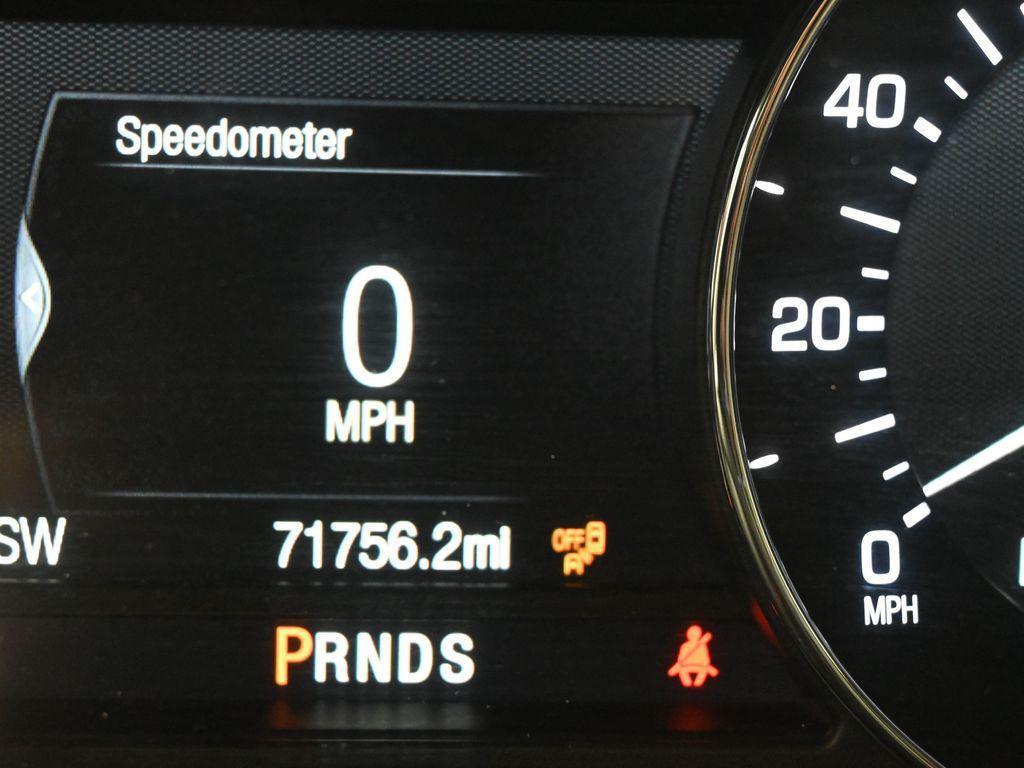 Speedometer
0
MPH
SW
71756.2mi
OFF
PRNDS
40
20
0
MPH